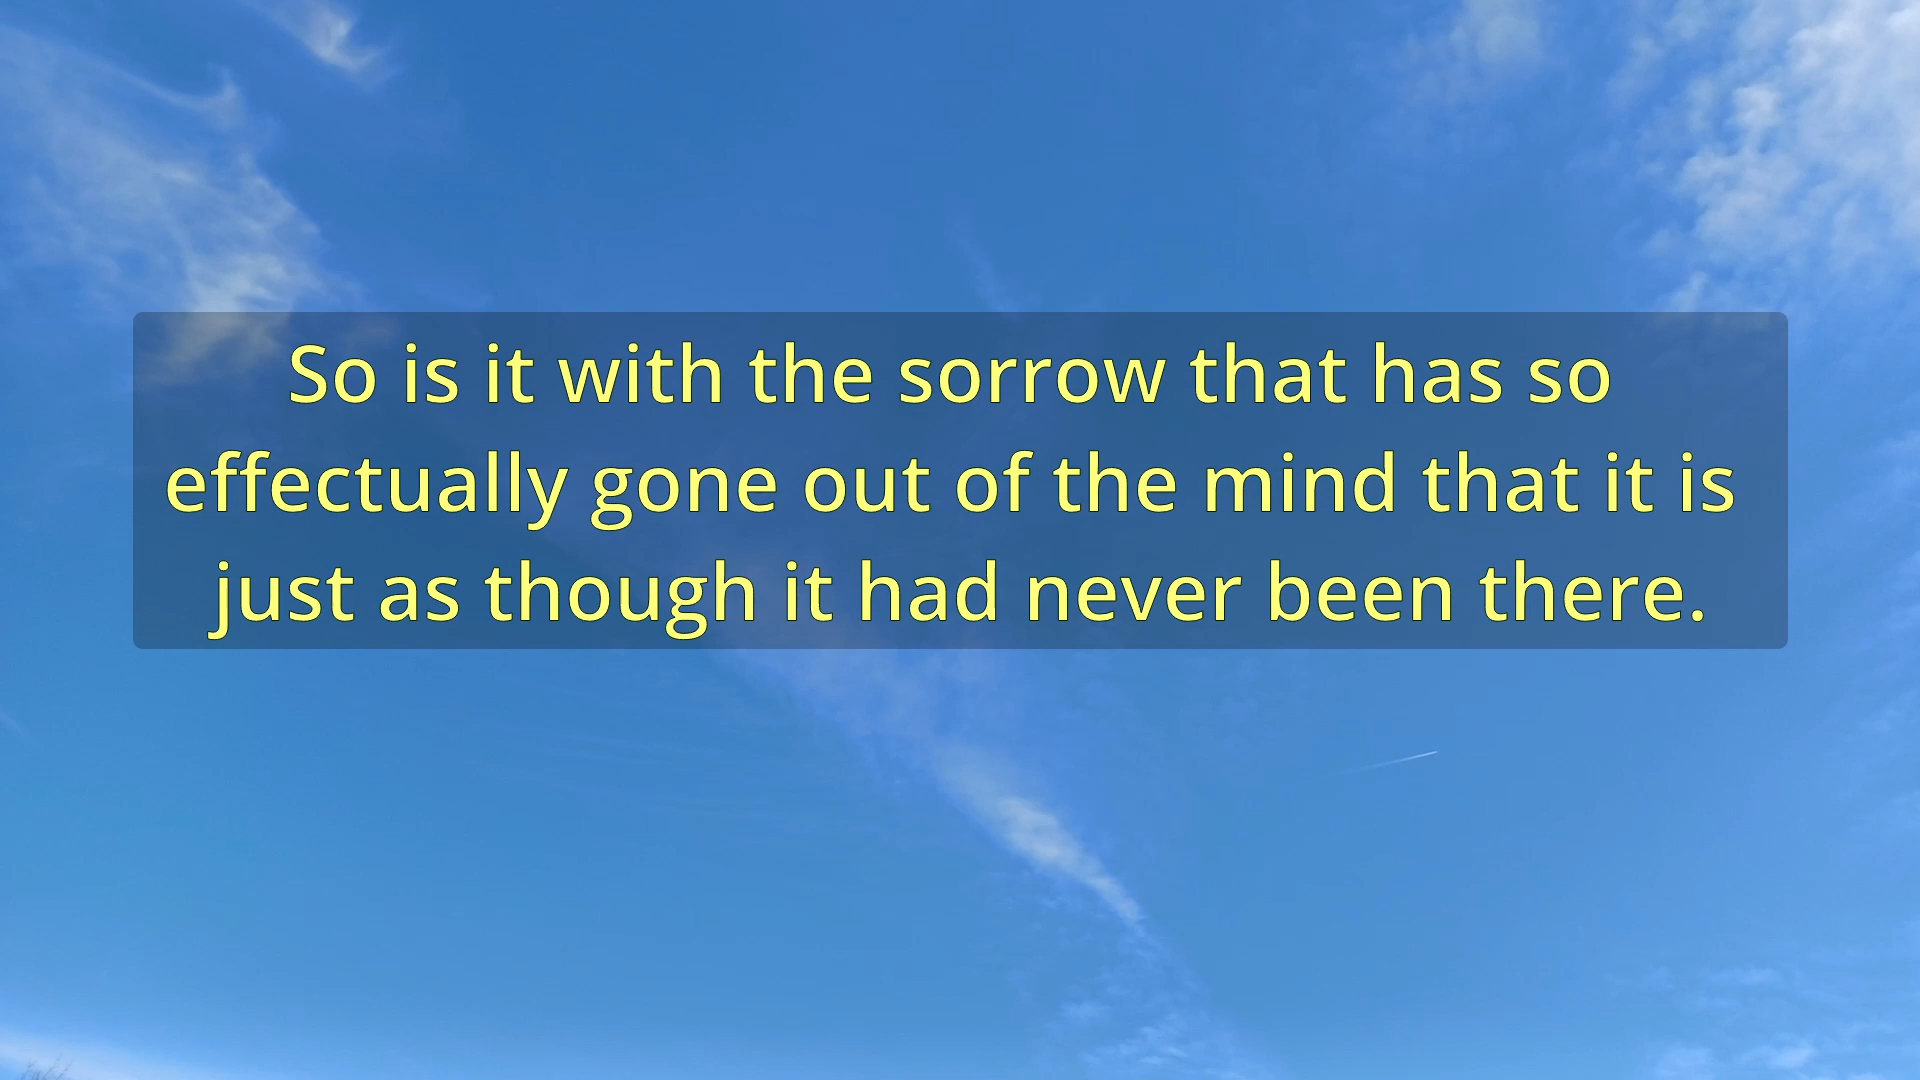 So is it with the sorrow that has so
effectually gone out of the mind that it is
just as though it had never been there.